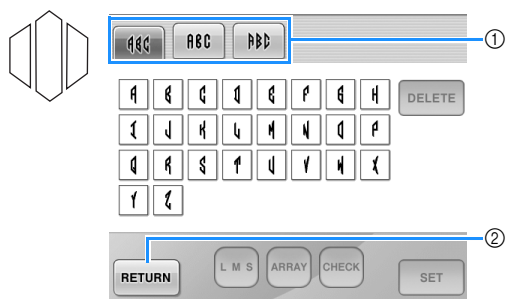 ABC ABC ABC ①
A B C D E F G H DELETE
I J K L M N O P
Q R S T U V W X
Y Z
②
RETURN L M S ARRAY CHECK SET